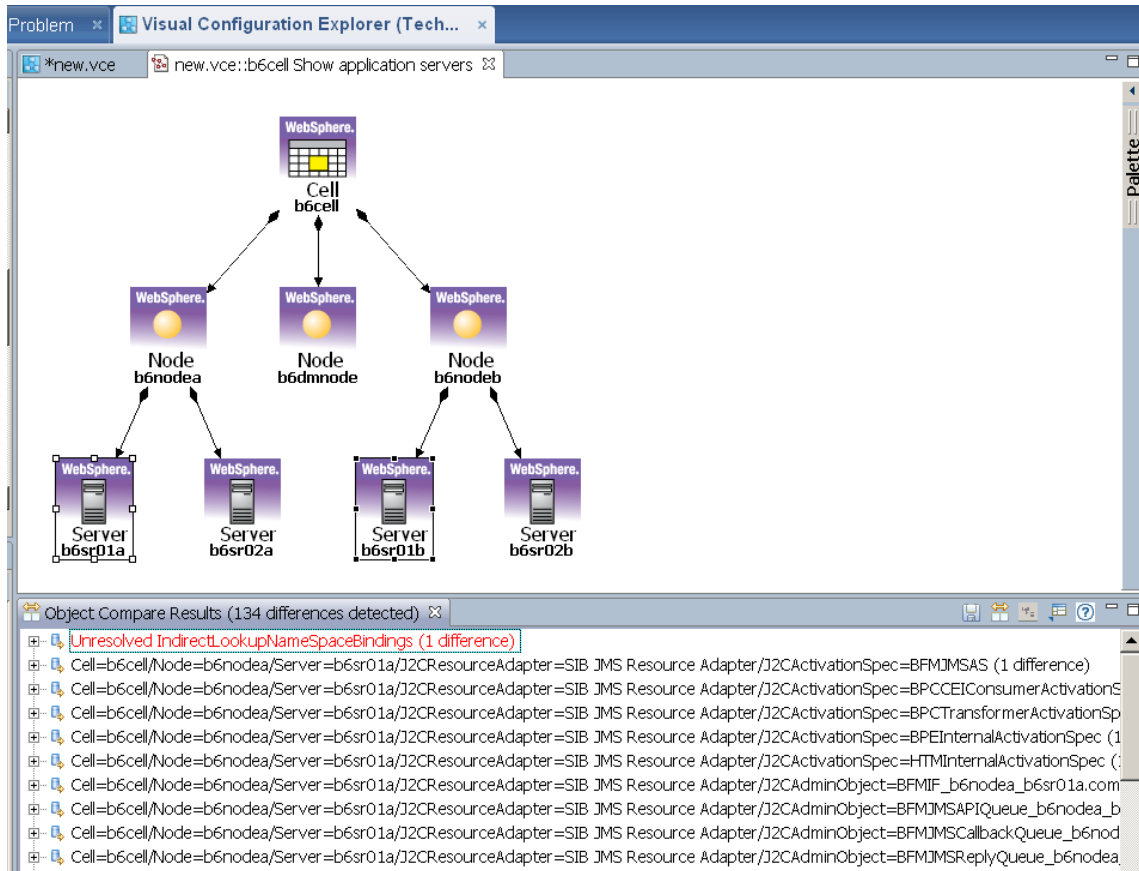 Problem
Visual Configuration Explorer (Tech...
*new.vce
new.vce::b6cell Show application servers
Palette
WebSphere.
Cell
b6cell
WebSphere. WebSphere. WebSphere.
Node Node Node
b6nodea b6dmnode b6nodeb
WebSphere. WebSphere. WebSphere. WebSphere.
Server Server Server Server
b6sr01a b6sr02a b6sr01b b6sr02b
Object Compare Results (134 differences detected)
Unresolved IndirectLookupNameSpaceBindings (1 difference)
Cell=b6cell/Node=b6nodea/Server=b6sr01a/J2CResourceAdapter=SIB JMS Resource Adapter/J2CActivationSpec=BFMJMSAS (1 difference)
Cell=b6cell/Node=b6nodea/Server=b6sr01a/J2CResourceAdapter=SIB JMS Resource Adapter/J2CActivationSpec=BPCCEIConsumerActivationS
Cell=b6cell/Node=b6nodea/Server=b6sr01a/J2CResourceAdapter=SIB JMS Resource Adapter/J2CActivationSpec=BPCTransformerActivationSp
Cell=b6cell/Node=b6nodea/Server=b6sr01a/J2CResourceAdapter=SIB JMS Resource Adapter/J2CActivationSpec=BPEInternalActivationSpec (1
Cell=b6cell/Node=b6nodea/Server=b6sr01a/J2CResourceAdapter=SIB JMS Resource Adapter/J2CActivationSpec=HTMInternalActivationSpec (
Cell=b6cell/Node=b6nodea/Server=b6sr01a/J2CResourceAdapter=SIB JMS Resource Adapter/J2CAdminObject=BFMIF_b6nodea_b6sr01a.com
Cell=b6cell/Node=b6nodea/Server=b6sr01a/J2CResourceAdapter=SIB JMS Resource Adapter/J2CAdminObject=BFMJMSAPIQueue_b6nodea_b
Cell=b6cell/Node=b6nodea/Server=b6sr01a/J2CResourceAdapter=SIB JMS Resource Adapter/J2CAdminObject=BFMJMSCallbackQueue_b6nod
Cell=b6cell/Node=b6nodea/Server=b6sr01a/J2CResourceAdapter=SIB JMS Resource Adapter/J2CAdminObject=BFMJMSReplyQueue_b6nodea_